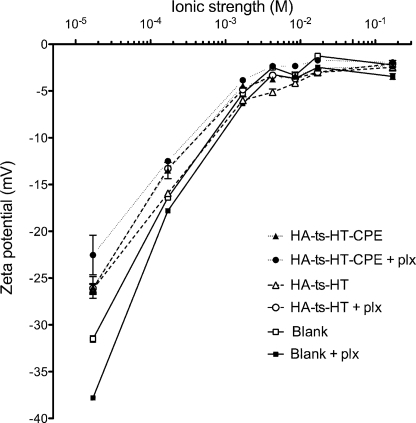 Ionic strength (M)
10-5 10-4 10-3 10-2 10-1
0
-5
-10
-15
-20
-25
-30
-35
-40
Zeta potential (mV)
HA-ts-HT-CPE
HA-ts-HT-CPE + plx
HA-ts-HT
HA-ts-HT + plx
Blank
Blank + plx